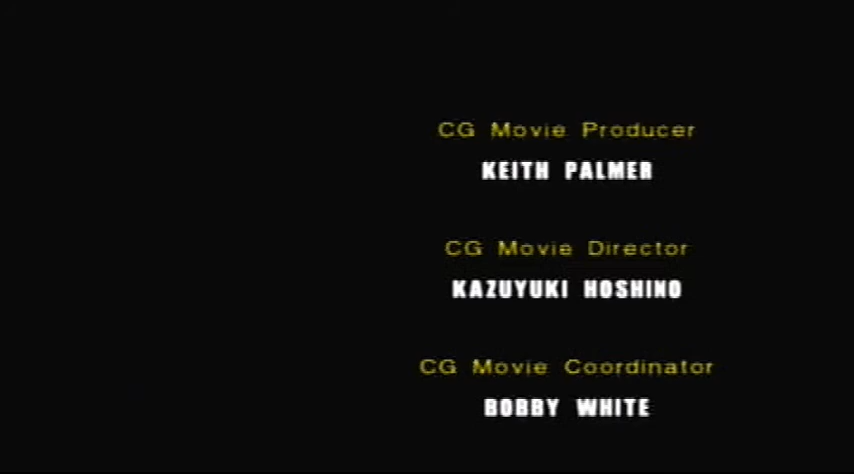 CG Movie Producer
KEITH PALMER
CG Movie Director
KAZUYUKI HOSHINO
CG Movie Coordinator
BOBBY WHITE